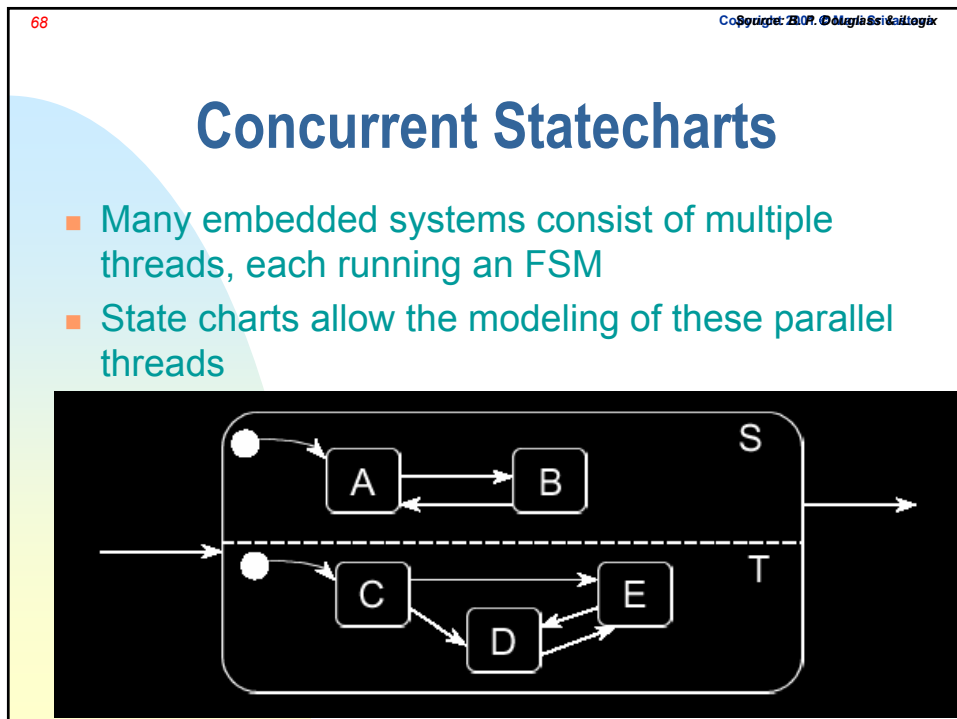 68
Concurrent Statecharts
Many embedded systems consist of multiple
threads, each running an FSM
State charts allow the modeling of these parallel
threads
S
A
B
T
C
E
D